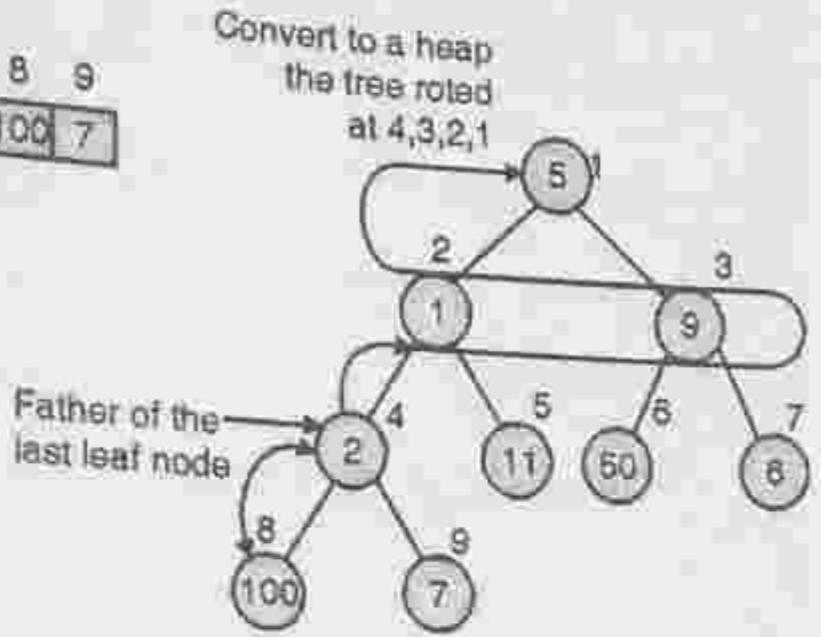 Convert to a heap
the tree roted
at 4,3,2,1
8 9
100 7
5 1
2 3
1 9
Father of the
last leaf node
4 5 6 7
2 11 50 6
8 9
100 7